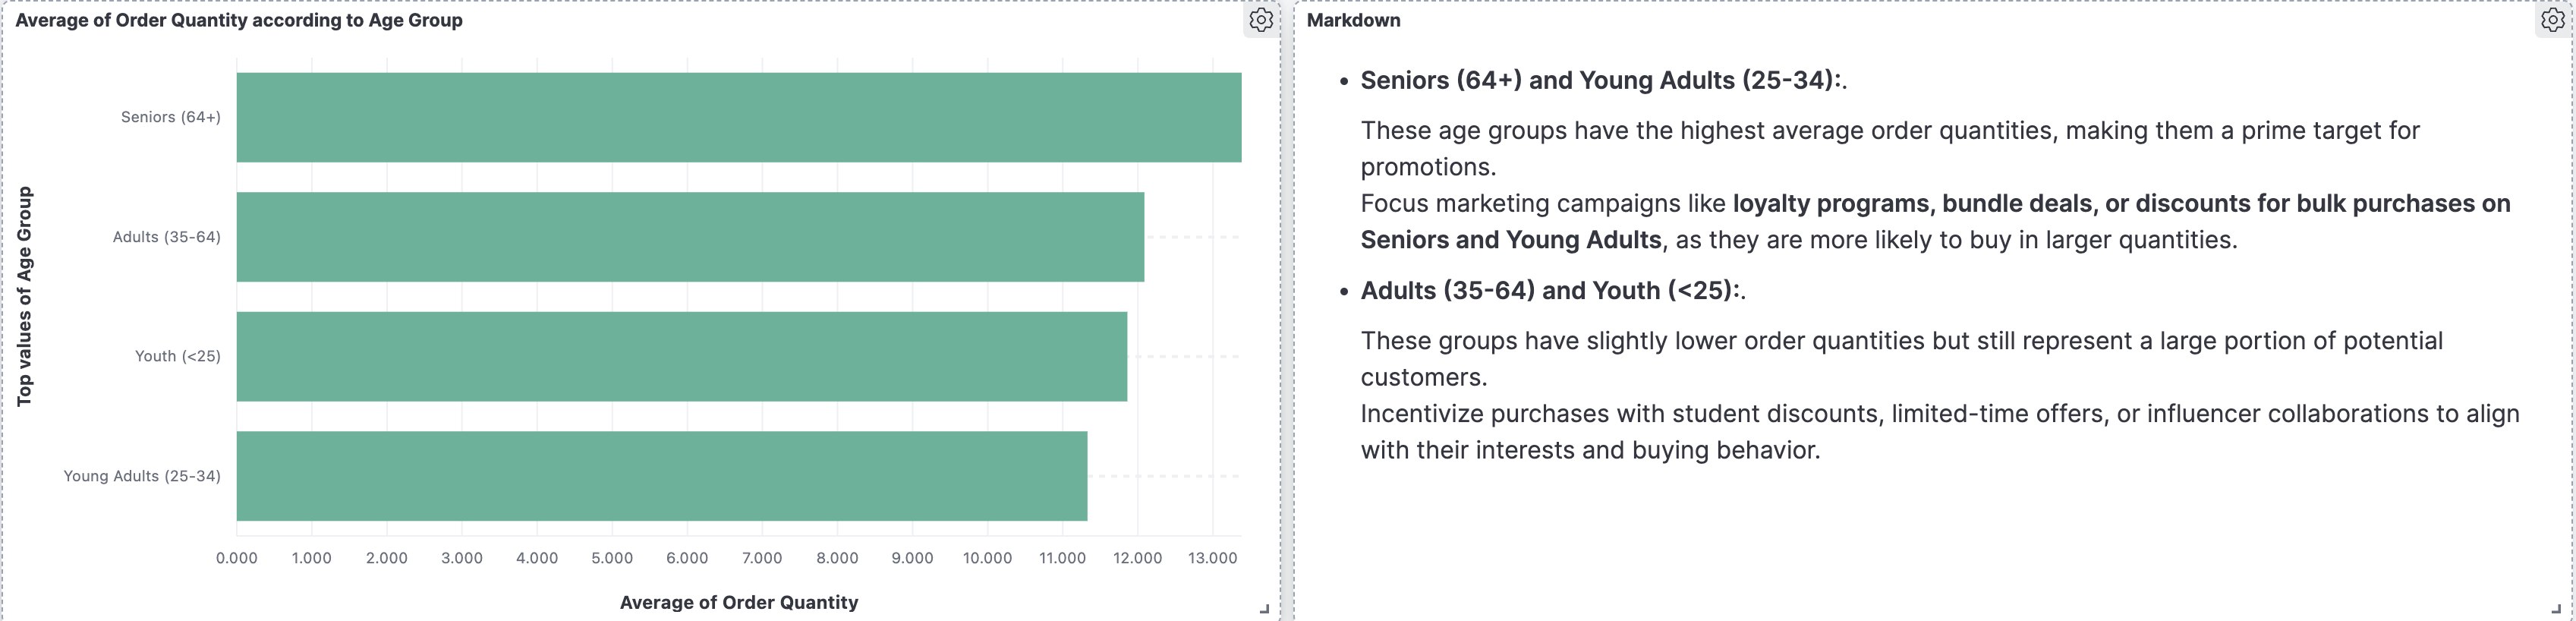 Average of Order Quantity according to Age Group
Top values of Age Group
Seniors (64+)
Adults (35-64)
Youth (<25)
Young Adults (25-34)
0.000 1.000 2.000 3.000 4.000 5.000 6.000 7.000 8.000 9.000 10.000 11.000 12.000 13.000
Average of Order Quantity
Markdown
• Seniors (64+) and Young Adults (25-34):.
These age groups have the highest average order quantities, making them a prime target for
promotions.
Focus marketing campaigns like loyalty programs, bundle deals, or discounts for bulk purchases on
Seniors and Young Adults, as they are more likely to buy in larger quantities.
• Adults (35-64) and Youth (<25):.
These groups have slightly lower order quantities but still represent a large portion of potential
customers.
Incentivize purchases with student discounts, limited-time offers, or influencer collaborations to align
with their interests and buying behavior.